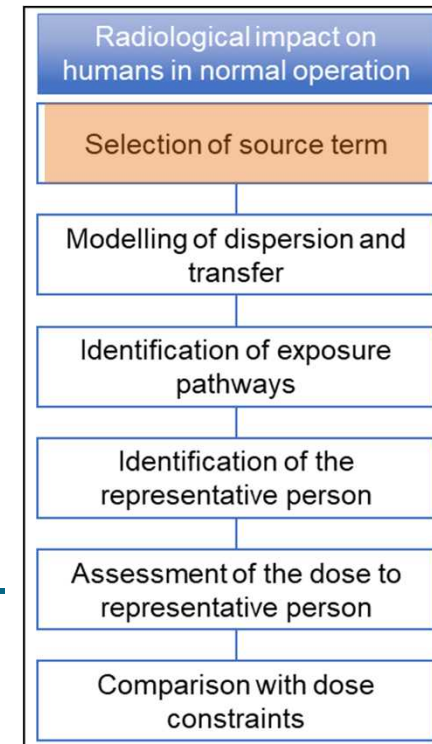 Radiological impact on
humans in normal operation
Selection of source term
Modelling of dispersion and
transfer
Identification of exposure
pathways
Identification of the
representative person
Assessment of the dose to
representative person
Comparison with dose
constraints